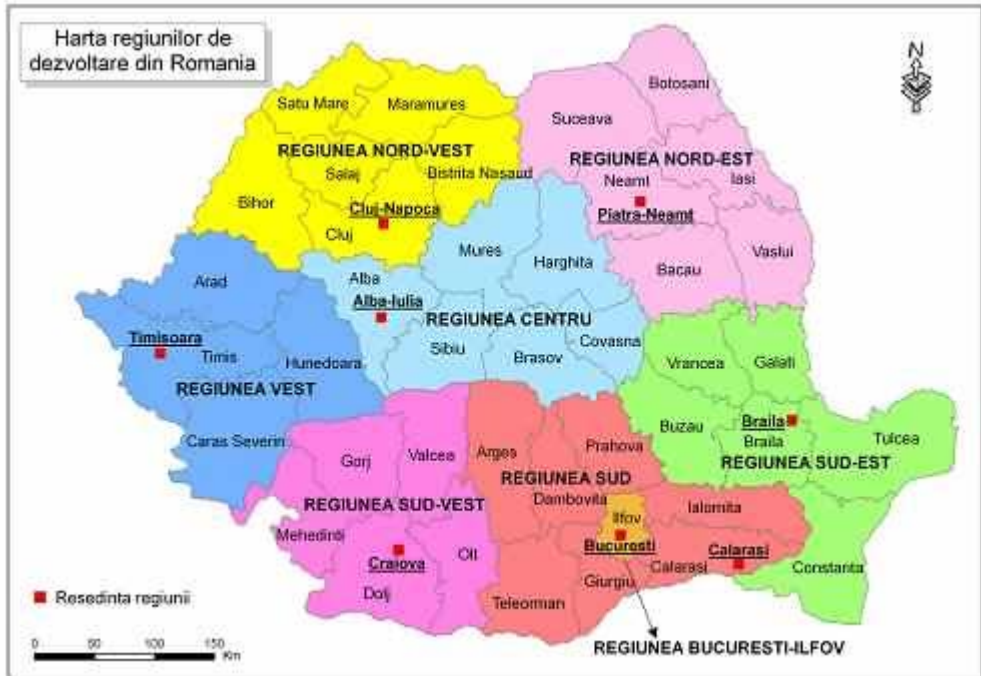 Harta regiunilor de
dezvoltare din Romania
N
Satu Mare
Maramures
REGIUNEA NORD-VEST
Salaj
Bistrita Nasaud
Bihor
Cluj-Napoca
Cluj
Botosani
Suceava
REGIUNEA NORD-EST
Neamt
Iasi
Piatra-Neamt
Vaslui
Bacau
Mures
Harghita
Alba
Alba-Iulia
REGIUNEA CENTRU
Sibiu
Brasov
Covasna
Arad
Timisoara
Timis
Hunedoara
REGIUNEA VEST
Caras Severin
Vrancea
Galati
Braila
Buzau
Braila
Tulcea
REGIUNEA SUD-EST
Constanta
Gorj
Valcea
REGIUNEA SUD-VEST
Mehedinti
Craiova
Olt
Dolj
Arges
Prahova
REGIUNEA SUD
Dambovita
Ialomita
Ilfov
Bucuresti
Calarasi
Calarasi
Giurgiu
Teleorman
REGIUNEA BUCURESTI-ILFOV
Resedinta regiunii
0 50 100 150
Km